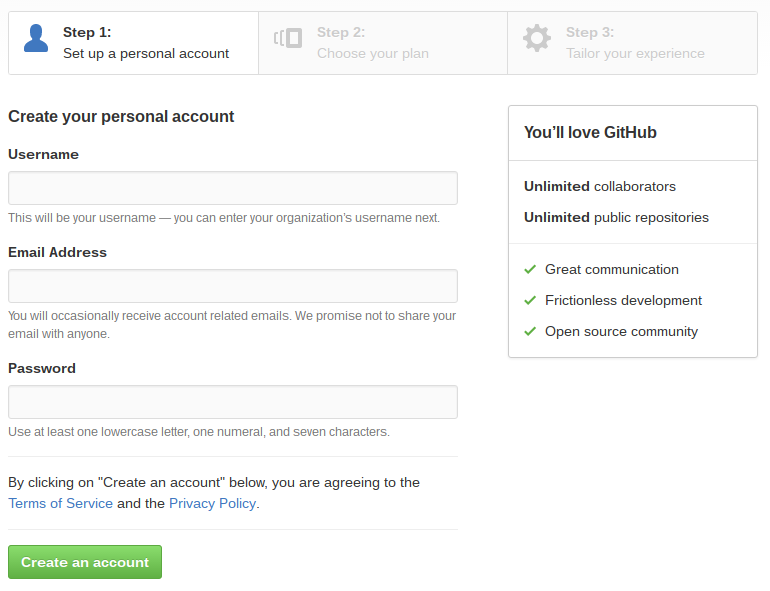 Step 1:
Set up a personal account
Step 2:
Choose your plan
Step 3:
Tailor your experience
Create your personal account
Username
This will be your username — you can enter your organization's username next.
Email Address
You will occasionally receive account related emails. We promise not to share your
email with anyone.
Password
Use at least one lowercase letter, one numeral, and seven characters.
By clicking on "Create an account" below, you are agreeing to the
Terms of Service and the Privacy Policy.
Create an account
You'll love GitHub
Unlimited collaborators
Unlimited public repositories
Great communication
Frictionless development
Open source community